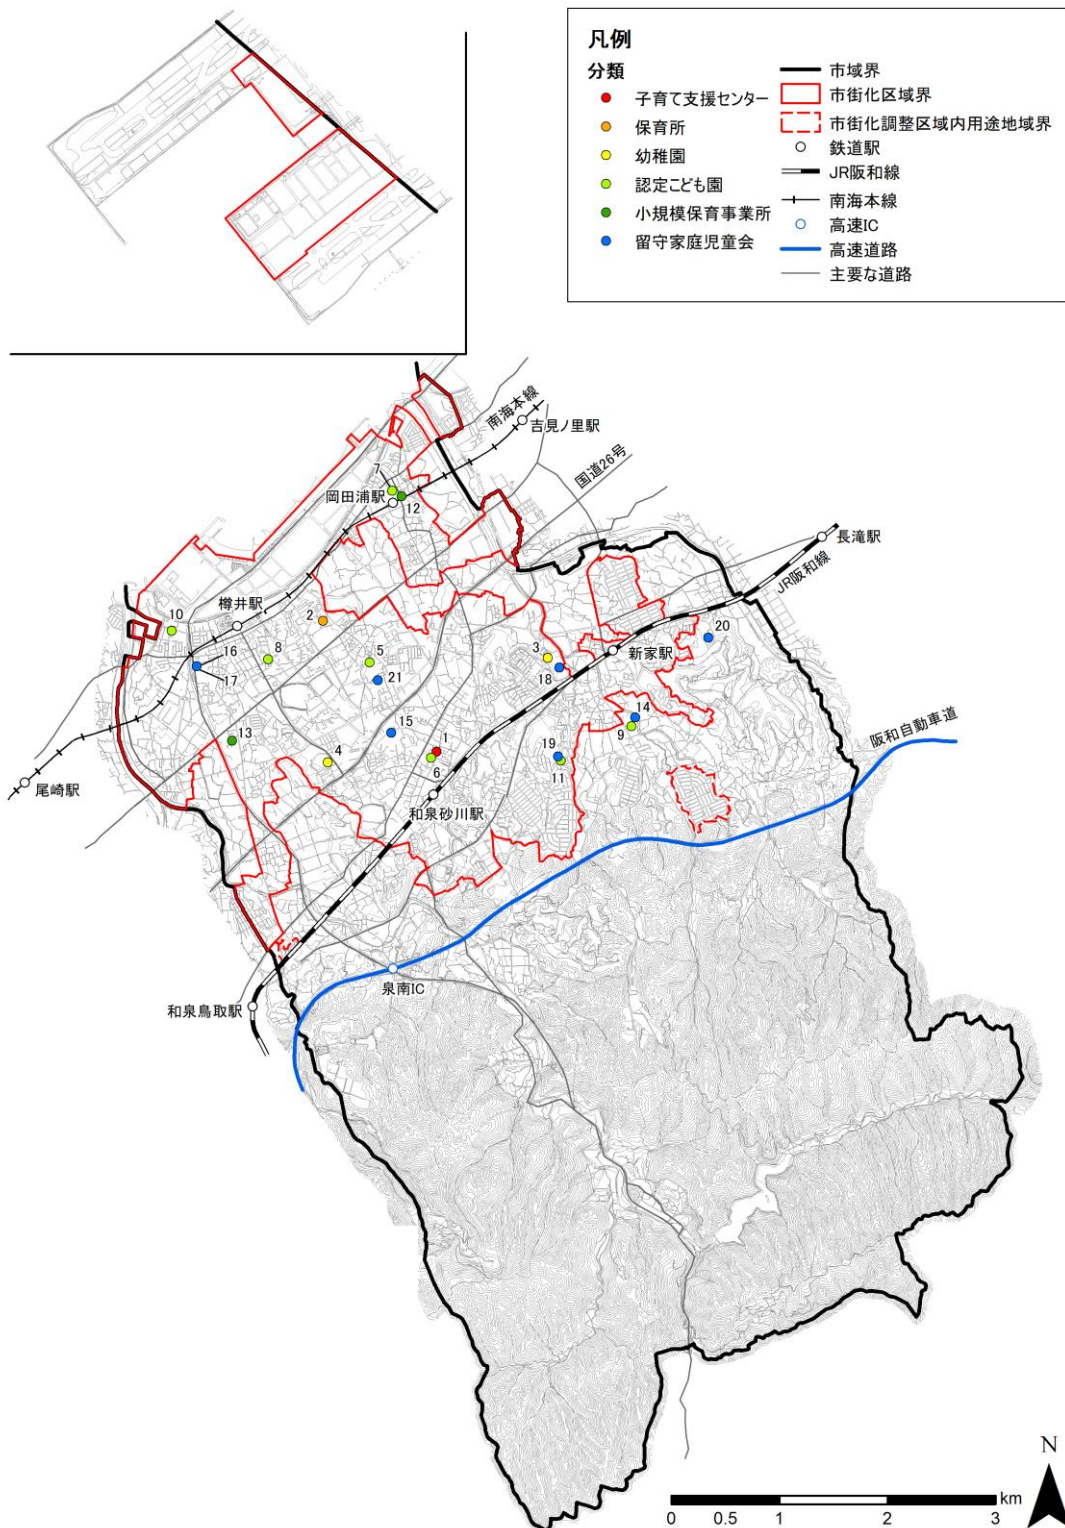 凡例
分類
子育て支援センター
保育所
幼稚園
認定こども園
小規模保育事業所
留守家庭児童会
市域界
市街化区域界
市街化調整区域内用途地域界
鉄道駅
JR阪和線
南海本線
高速IC
高速道路
主要な道路
南海本線
吉見ノ里駅
国道26号
7
岡田浦駅
12
長滝駅
JR阪和線
樽井駅
10
2
20
16
8
5
3
新家駅
17
21
18
14
15
13
1
9
阪和自動車道
4
19
6
11
尾崎駅
和泉砂川駅
泉南IC
和泉鳥取駅
N
km
0 0.5 1 2 3